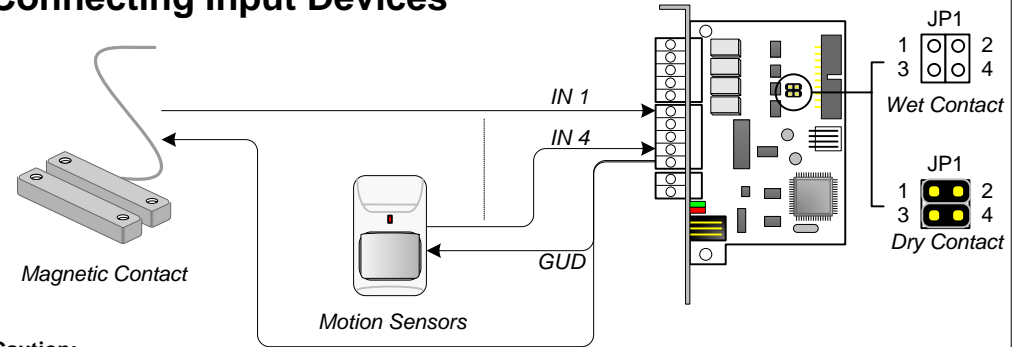 Connecting Input Devices
JP1
1 2
3 4
Wet Contact
IN 1
IN 4
JP1
1 2
3 4
Dry Contact
GUD
Magnetic Contact
Motion Sensors
Caution: